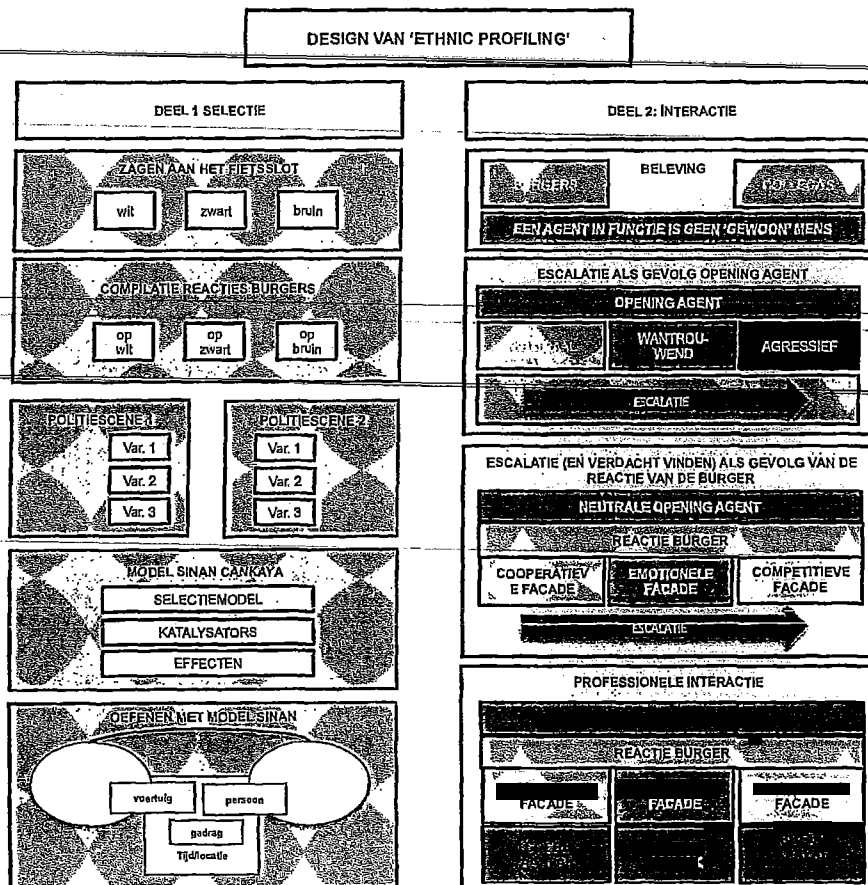 DESIGN VAN 'ETHNIC PROFILING'
DEEL 1 SELECTIE
ZAGEN AAN HET FIETSSLOT
wit
zwart
bruin
COMPILATIE REACTIES BURGERS
op
wit
op
zwart
op
bruin
POLITIESCENE 1
Var. 1
Var. 2
Var. 3
POLITIESCENE 2
Var. 1
Var. 2
Var. 3
MODEL SINAN CANKAYA
SELECTIEMODEL
KATALYSATORS
EFFECTEN
OEFENEN MET MODEL SINAN
voertuig
persoon
gedrag
Tijd/locatie
DEEL 2: INTERACTIE
BURGERS
BELEVING
COLLEGAS
EEN AGENT IN FUNCTIE IS GEEN 'GEWOON' MENS
ESCALATIE ALS GEVOLG OPENING AGENT
OPENING AGENT
WANTROU-
WEND
AGRESSIEF
ESCALATIE
ESCALATIE (EN VERDACHT VINDEN) ALS GEVOLG VAN DE
REACTIE VAN DE BURGER
NEUTRALE OPENING AGENT
REACTIE BURGER
COOPERATIEV
E FACADE
EMOTIONELE
FACADE
COMPETITIEVE
FACADE
ESCALATIE
PROFESSIONELE INTERACTIE
REACTIE BURGER
FACADE
FACADE
FACADE